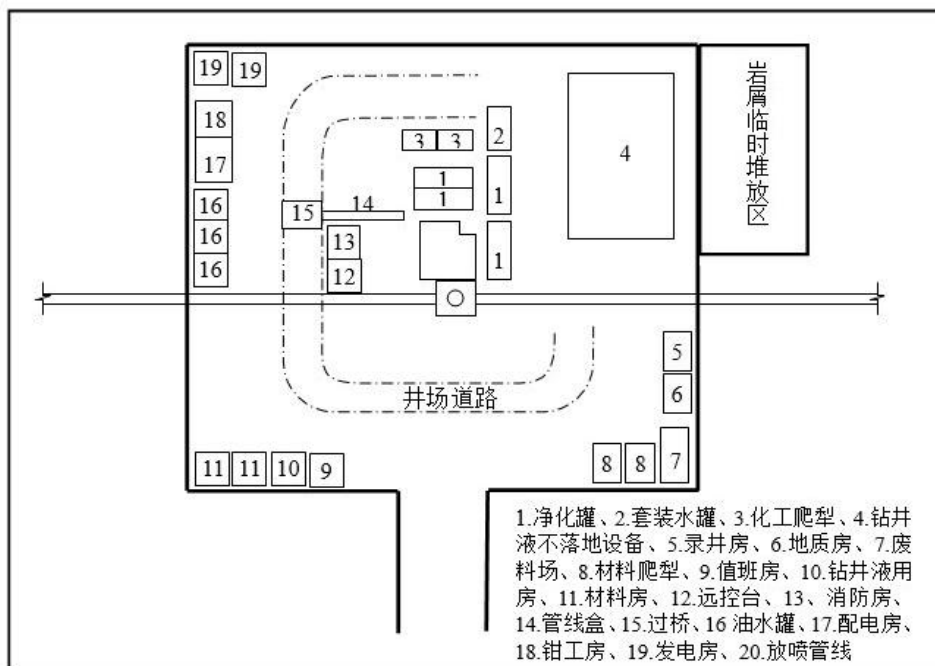 19 19
18
17
16
16
16
15
14
13
12
3 3
2
1
1
1
1
4
岩屑临时堆放区
5
6
7
8 8
井场道路
11 11 10 9
1.净化罐、2.套装水罐、3.化工爬犁、4.钻井
液不落地设备、5.录井房、6.地质房、7.废
料场、8.材料爬犁、9.值班房、10.钻井液用
房、11.材料房、12.远控台、13、消防房、
14.管线盒、15.过桥、16油水罐、17.配电房、
18.钳工房、19.发电房、20.放喷管线